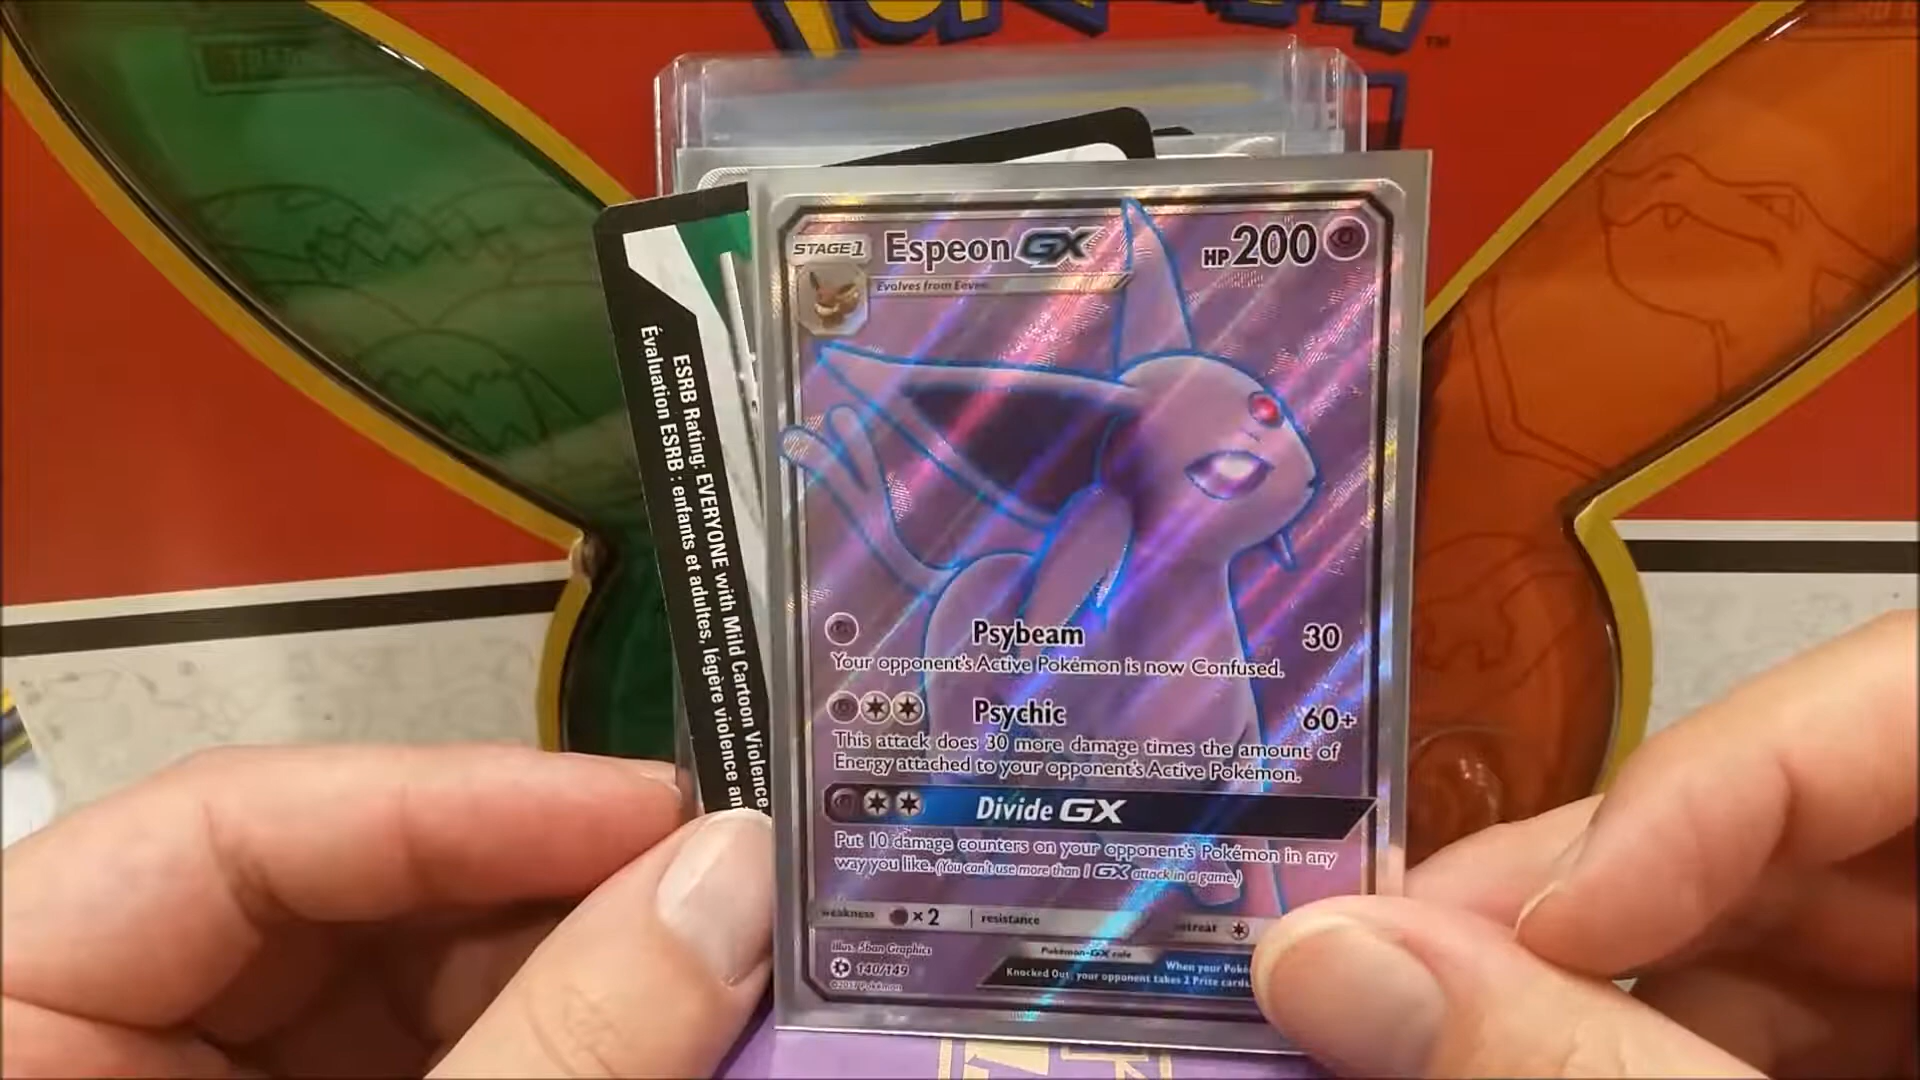 POKÉMON
TM
STAGE 1 Espeon GX HP 200
Evolves from Eevee
ESRB Rating: EVERYONE with Mild Cartoon Violence
Évaluation ESRB : enfants et adultes, légère violence an
Psybeam 30
Your opponent's Active Pokémon is now Confused.
Psychic 60+
This attack does 30 more damage times the amount of
Energy attached to your opponent's Active Pokémon.
Divide GX
Put 10 damage counters on your opponent's Pokémon in any
way you like. (You can't use more than 1 GX attack in a game.)
weakness ×2 resistance retreat
Illus. 5ban Graphics
Pokémon-GX rule
140/149
When your Poké
Knocked Out, your opponent takes 2 Prize cards.
©2017 Pokémon